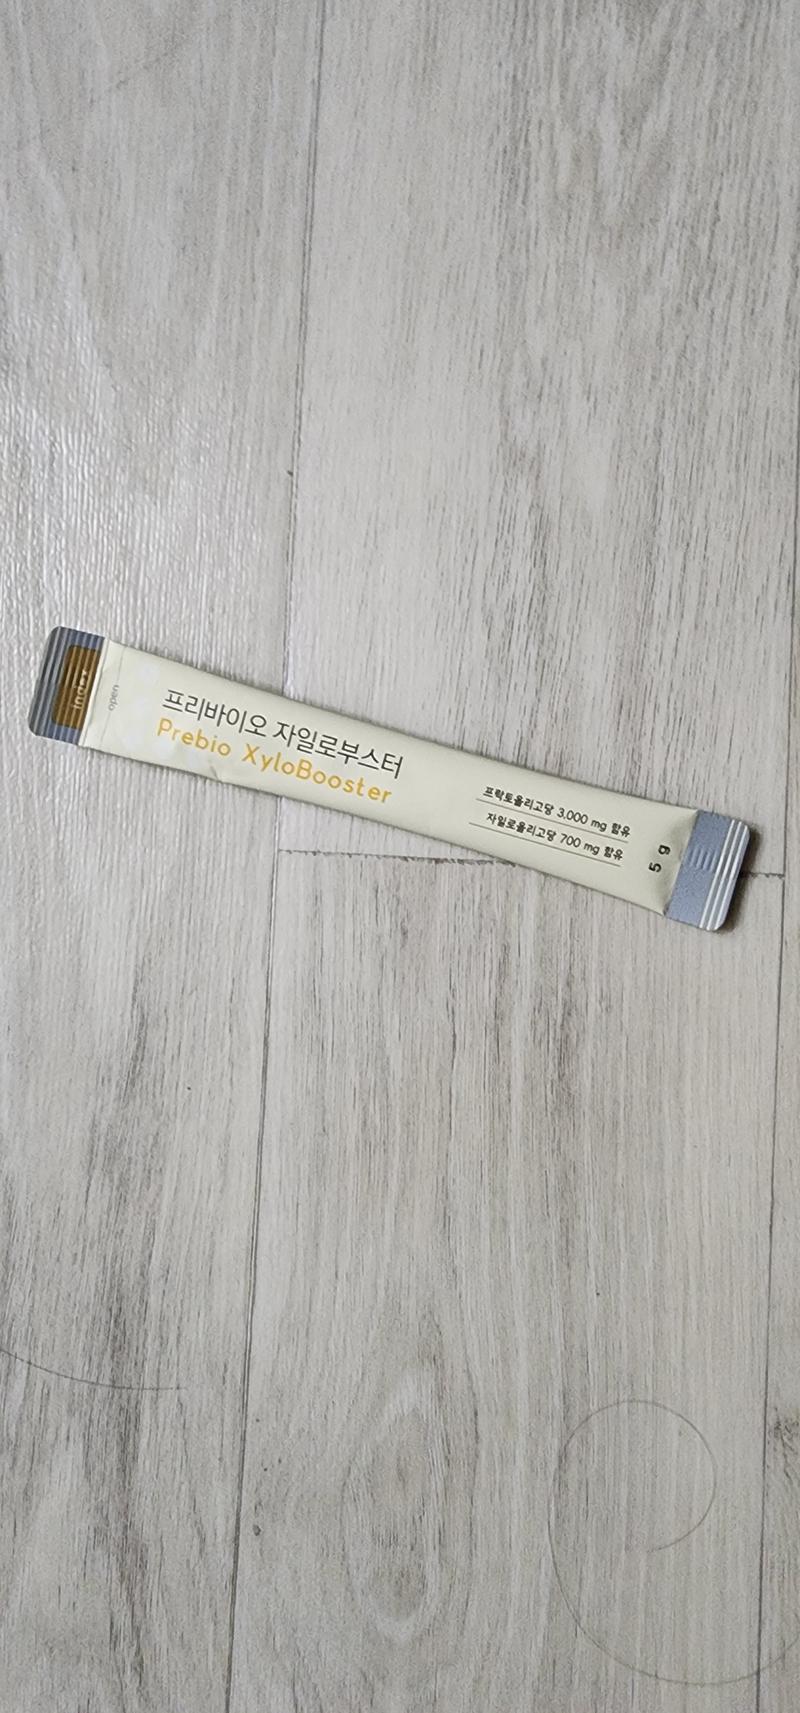 index
open
프리바이오 자일로부스터
Prebio XyloBooster
프락토올리고당 3,000 mg 함유
자일로올리고당 700 mg 함유
5 g